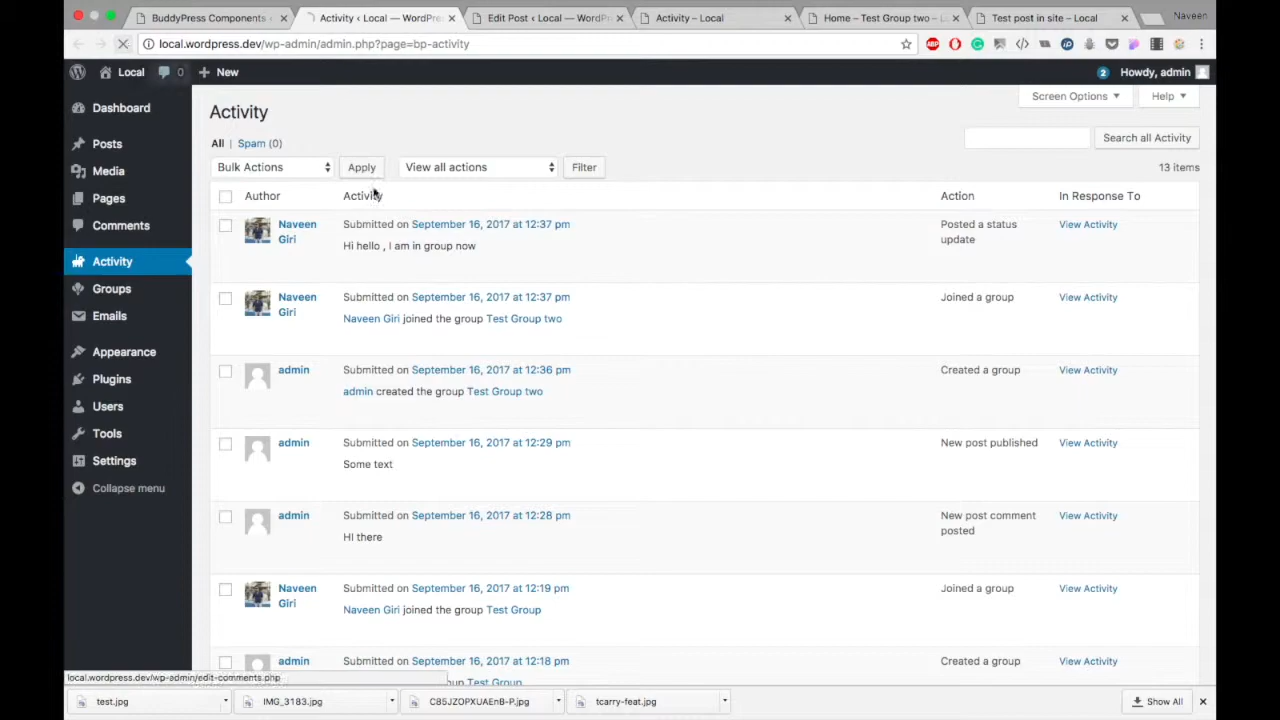 BuddyPress Components
Activity ‹ Local — WordPre
Edit Post ‹ Local — WordPr
Activity – Local
Home – Test Group two –
Test post in site – Local
Naveen
local.wordpress.dev/wp-admin/admin.php?page=bp-activity
Local
0
New
2
Howdy, admin
Dashboard
Posts
Media
Pages
Comments
Activity
Groups
Emails
Appearance
Plugins
Users
Tools
Settings
Collapse menu
Screen Options
Help
Activity
All | Spam (0)
Search all Activity
Bulk Actions
Apply
View all actions
Filter
13 items
Author
Activity
Action
In Response To
Naveen
Giri
Submitted on September 16, 2017 at 12:37 pm
Hi hello , I am in group now
Posted a status
update
View Activity
Naveen
Giri
Submitted on September 16, 2017 at 12:37 pm
Naveen Giri joined the group Test Group two
Joined a group
View Activity
admin
Submitted on September 16, 2017 at 12:36 pm
admin created the group Test Group two
Created a group
View Activity
admin
Submitted on September 16, 2017 at 12:29 pm
Some text
New post published
View Activity
admin
Submitted on September 16, 2017 at 12:28 pm
HI there
New post comment
posted
View Activity
Naveen
Giri
Submitted on September 16, 2017 at 12:19 pm
Naveen Giri joined the group Test Group
Joined a group
View Activity
admin
Submitted on September 16, 2017 at 12:18 pm
Test Group
Created a group
View Activity
local.wordpress.dev/wp-admin/edit-comments.php
test.jpg
IMG_3183.jpg
C85JZOPXUAEnB-P.jpg
tcarry-feat.jpg
Show All